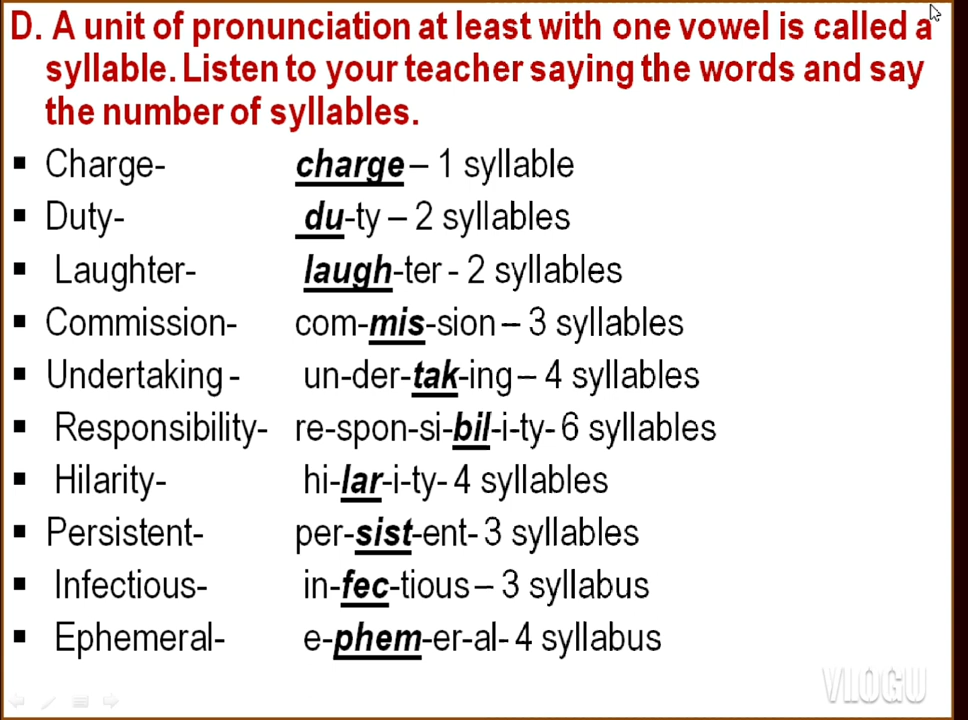 D. A unit of pronunciation at least with one vowel is called a
syllable. Listen to your teacher saying the words and say
the number of syllables.
▪ Charge- charge – 1 syllable
▪ Duty- du-ty – 2 syllables
▪ Laughter- laugh-ter - 2 syllables
▪ Commission- com-mis-sion – 3 syllables
▪ Undertaking - un-der-tak-ing – 4 syllables
▪ Responsibility- re-spon-si-bil-i-ty- 6 syllables
▪ Hilarity- hi-lar-i-ty- 4 syllables
▪ Persistent- per-sist-ent- 3 syllables
▪ Infectious- in-fec-tious – 3 syllabus
▪ Ephemeral- e-phem-er-al- 4 syllabus
VLOGU